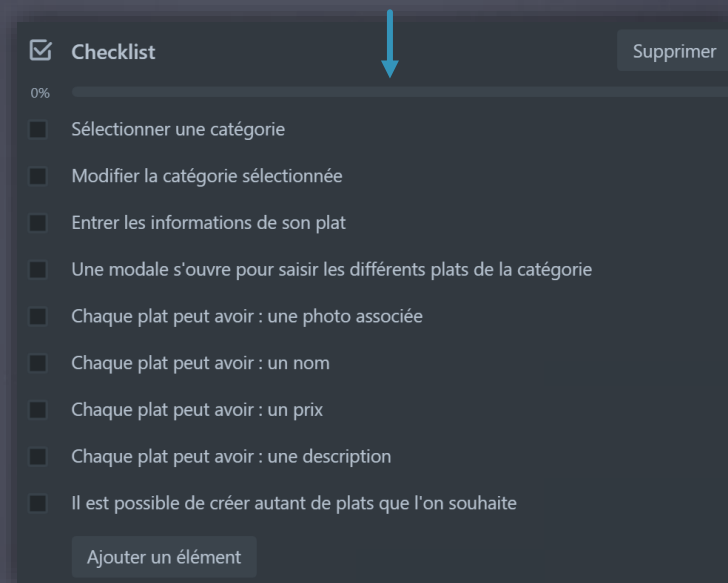 Checklist
Supprimer
0%
Sélectionner une catégorie
Modifier la catégorie sélectionnée
Entrer les informations de son plat
Une modale s'ouvre pour saisir les différents plats de la catégorie
Chaque plat peut avoir : une photo associée
Chaque plat peut avoir : un nom
Chaque plat peut avoir : un prix
Chaque plat peut avoir : une description
Il est possible de créer autant de plats que l'on souhaite
Ajouter un élément